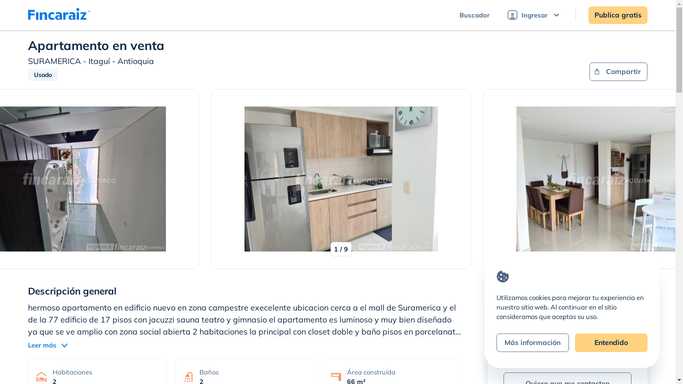 Fincaraiz
Buscador
Ingresar
Publica gratis
Apartamento en venta
SURAMERICA - Itaguí - Antioquia
Usado
Compartir
fincaraiz
fincaraiz
fincaraiz
fincaraiz
fincaraiz
fincaraiz
1 / 9
Descripción general
hermoso apartamento en edificio nuevo en zona campestre execelente ubicacion cerca a el mall de Suramerica y el
de la 77 edificio de 17 pisos con jacuzzi sauna teatro y gimnasio el apartamento es luminoso y muy bien diseñado
ya que se ve amplio con zona social abierta 2 habitaciones la principal con closet doble y baño pisos en porcelanat...
Leer más
Habitaciones
2
Baños
2
Área construida
66 m²
Utilizamos cookies para mejorar tu experiencia en
nuestro sitio web. Al continuar en el sitio
consideramos que aceptas su uso.
Más información
Entendido
Quiero que me contacten